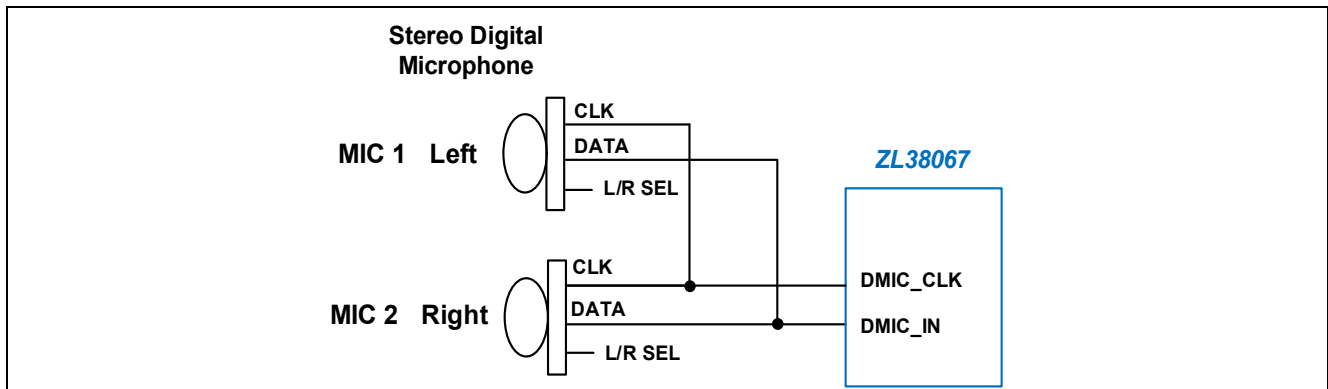 Stereo Digital
Microphone
CLK
MIC 1 Left
DATA
ZL38067
L/R SEL
CLK
DMIC_CLK
MIC 2 Right
DATA
DMIC_IN
L/R SEL